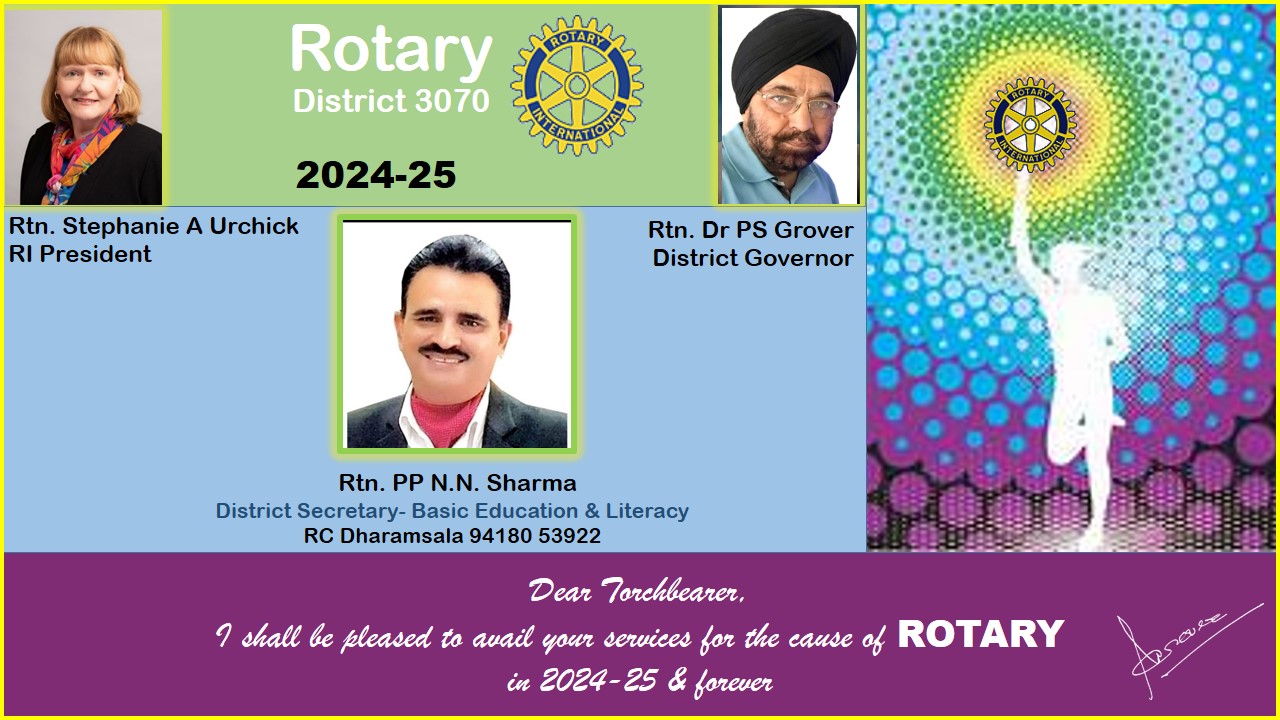 Rotary
District 3070
ROTARY
INTERNATIONAL
2024-25
Rtn. Stephanie A Urchick
RI President
Rtn. Dr PS Grover
District Governor
ROTARY
INTERNATIONAL
Rtn. PP N.N. Sharma
District Secretary- Basic Education & Literacy
RC Dharamsala 94180 53922
Dear Torchbearer,
I shall be pleased to avail your services for the cause of ROTARY
in 2024-25 & forever